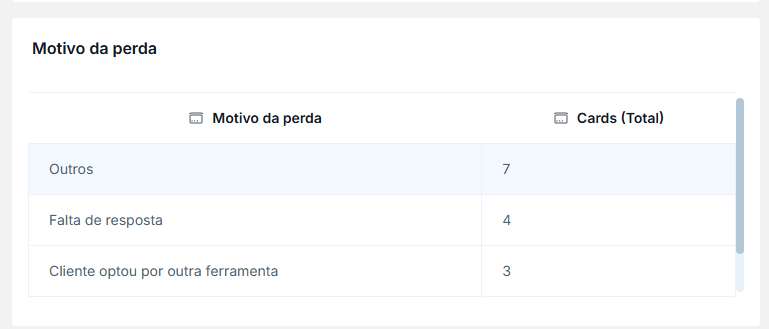 Motivo da perda
Motivo da perda Cards (Total)
Outros 7
Falta de resposta 4
Cliente optou por outra ferramenta 3